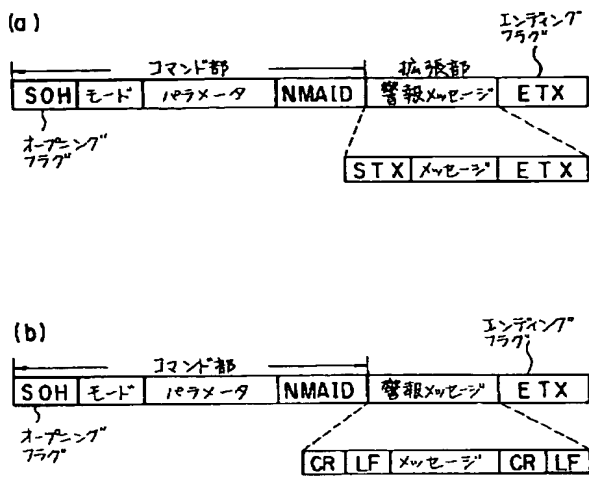 (a)
エンディング
フラグ
コマンド部 拡張部
SOH モード パラメータ NMAID 警報メッセージ ETX
オープニング
フラグ
STX メッセージ ETX
(b)
エンディング
フラグ
コマンド部
SOH モード パラメータ NMAID 警報メッセージ ETX
オープニング
フラグ
CR LF メッセージ CR LF